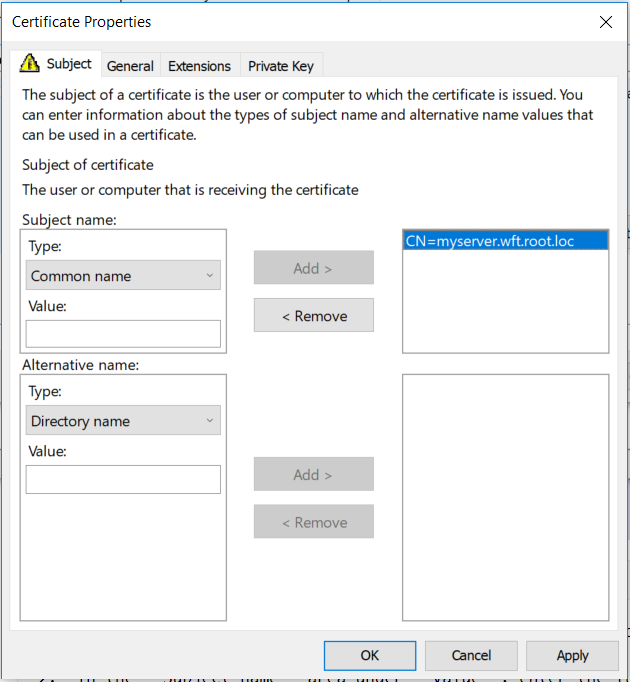 Certificate Properties
Subject General Extensions Private Key
The subject of a certificate is the user or computer to which the certificate is issued. You
can enter information about the types of subject name and alternative name values that
can be used in a certificate.
Subject of certificate
The user or computer that is receiving the certificate
Subject name:
Type:
Common name
Value:
Add >
< Remove
CN=myserver.wft.root.loc
Alternative name:
Type:
Directory name
Value:
Add >
< Remove
OK Cancel Apply